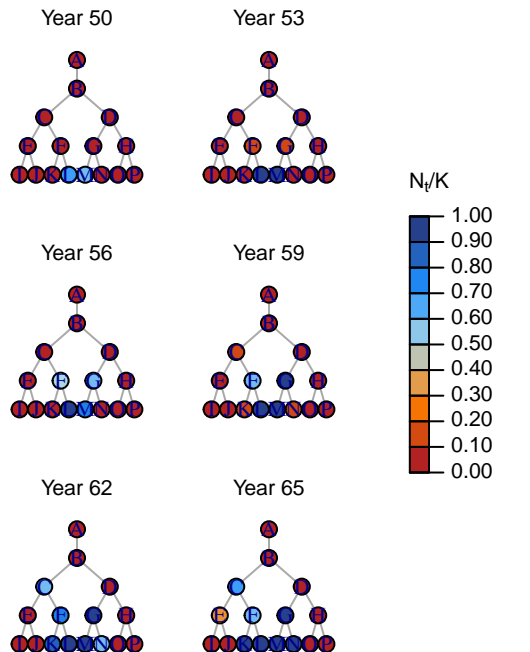 Year 50 Year 53
A A
B B
C D C D
E F G H E F G H
I J K L M N O P I J K L M N O P
Year 56 Year 59
A A
B B
C D C D
E F G H E F G H
I J K L M N O P I J K L M N O P
Year 62 Year 65
A A
B B
C D C D
E F G H E F G H
I J K L M N O P I J K L M N O P
Nt/K
1.00
0.90
0.80
0.70
0.60
0.50
0.40
0.30
0.20
0.10
0.00